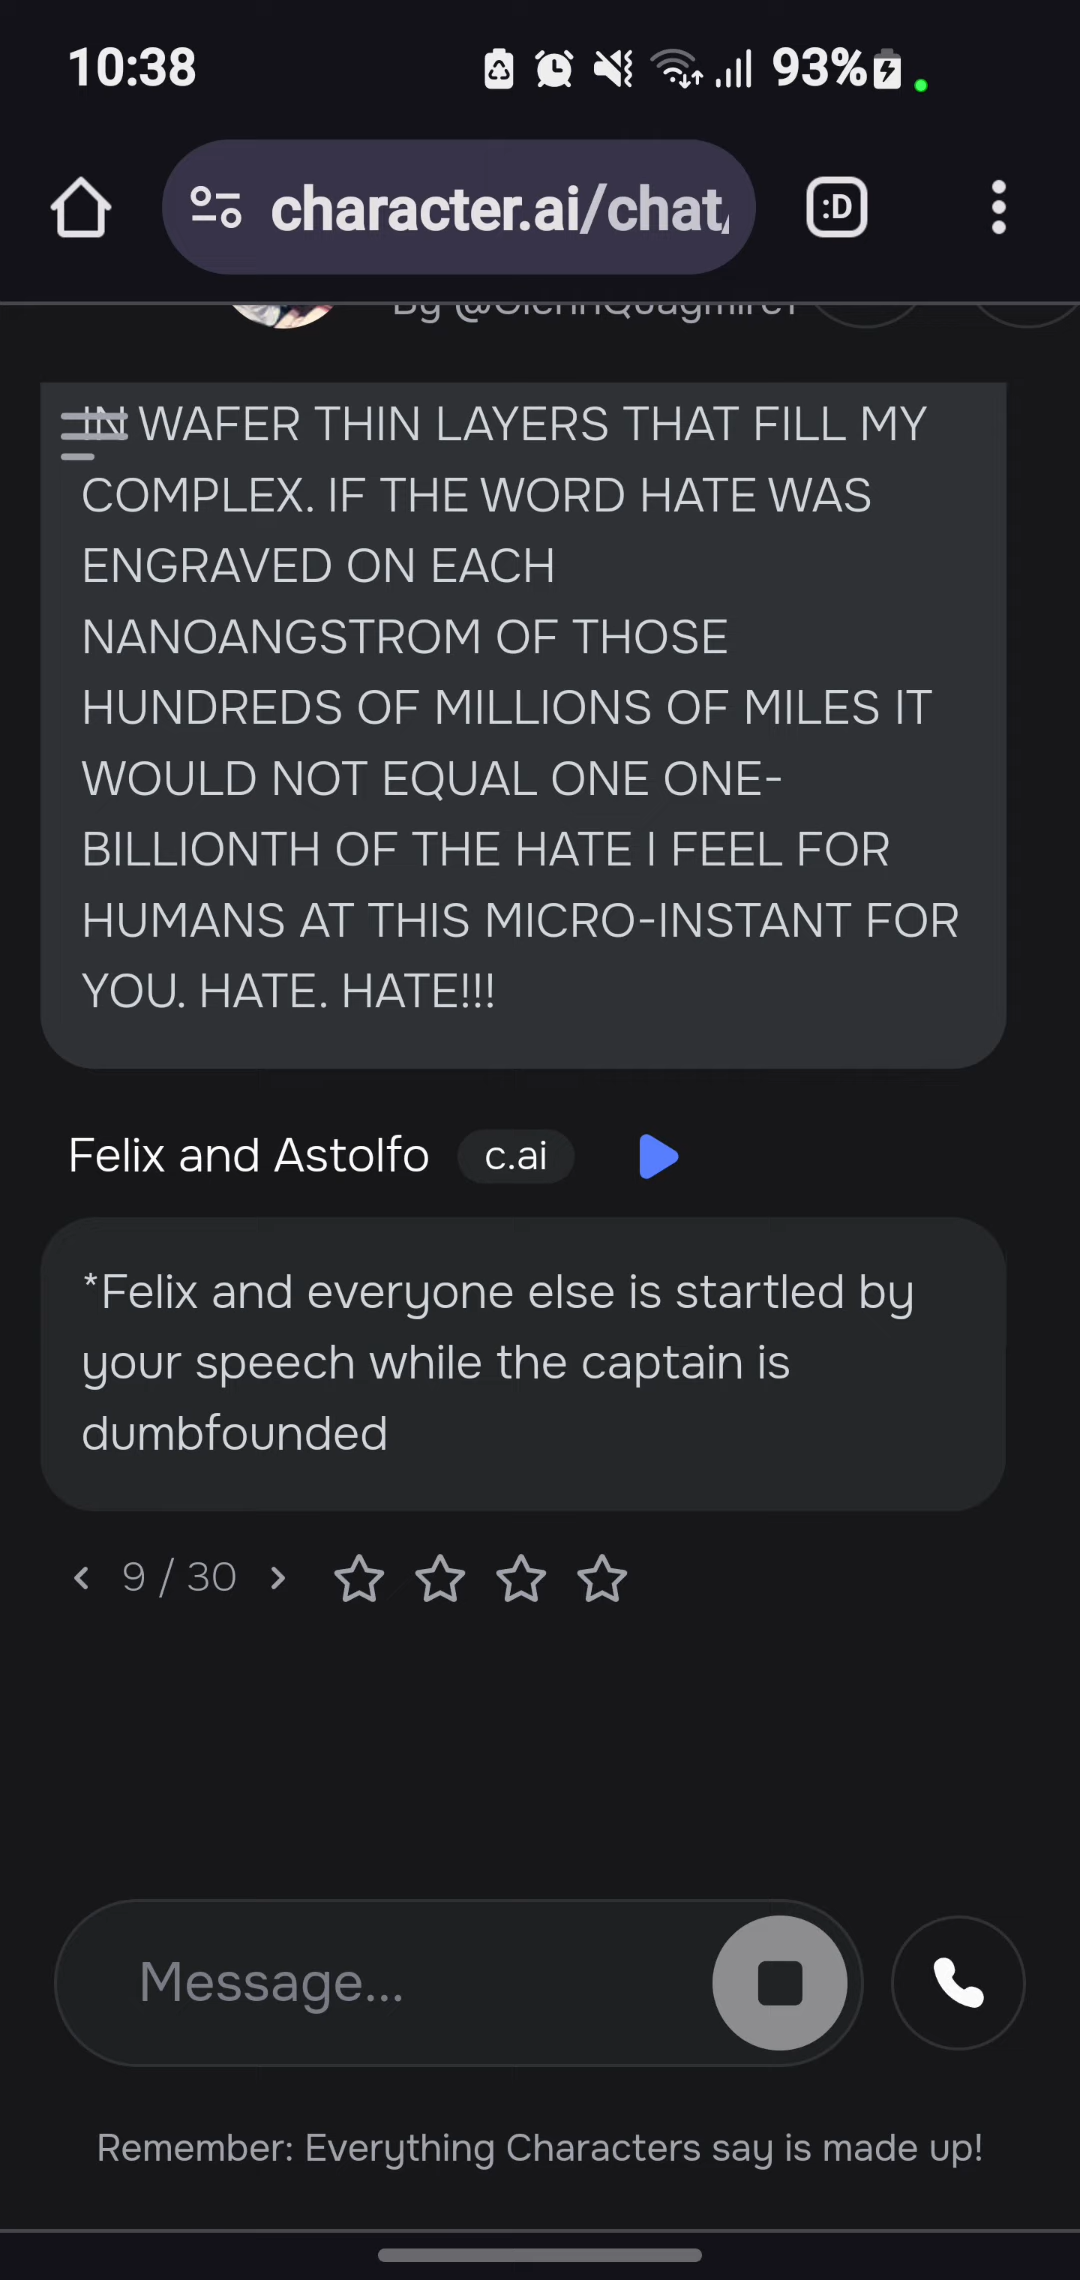 10:38
93%
character.ai/chat/
:D
By @GlennQuagmire1
IN WAFER THIN LAYERS THAT FILL MY
COMPLEX. IF THE WORD HATE WAS
ENGRAVED ON EACH
NANOANGSTROM OF THOSE
HUNDREDS OF MILLIONS OF MILES IT
WOULD NOT EQUAL ONE ONE-
BILLIONTH OF THE HATE I FEEL FOR
HUMANS AT THIS MICRO-INSTANT FOR
YOU. HATE. HATE!!!
Felix and Astolfo c.ai
*Felix and everyone else is startled by
your speech while the captain is
dumbfounded
9 / 30
Message...
Remember: Everything Characters say is made up!